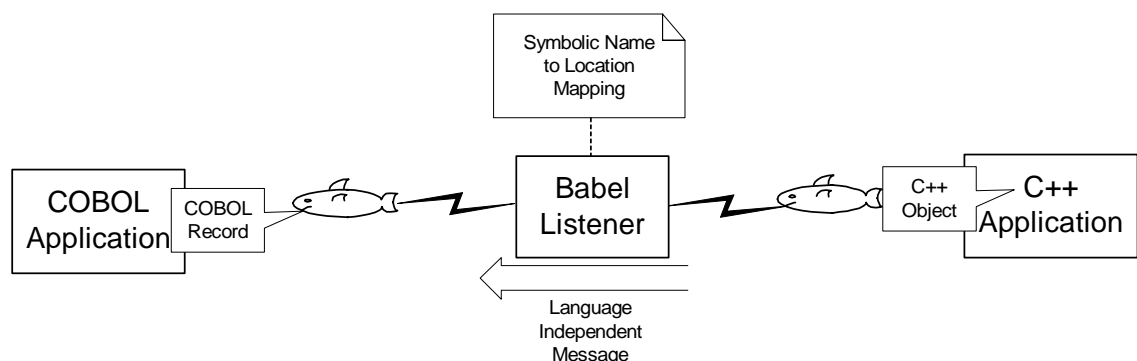 Symbolic Name
to Location
Mapping
COBOL
Application
COBOL
Record
Babel
Listener
C++
Object
C++
Application
Language
Independent
Message